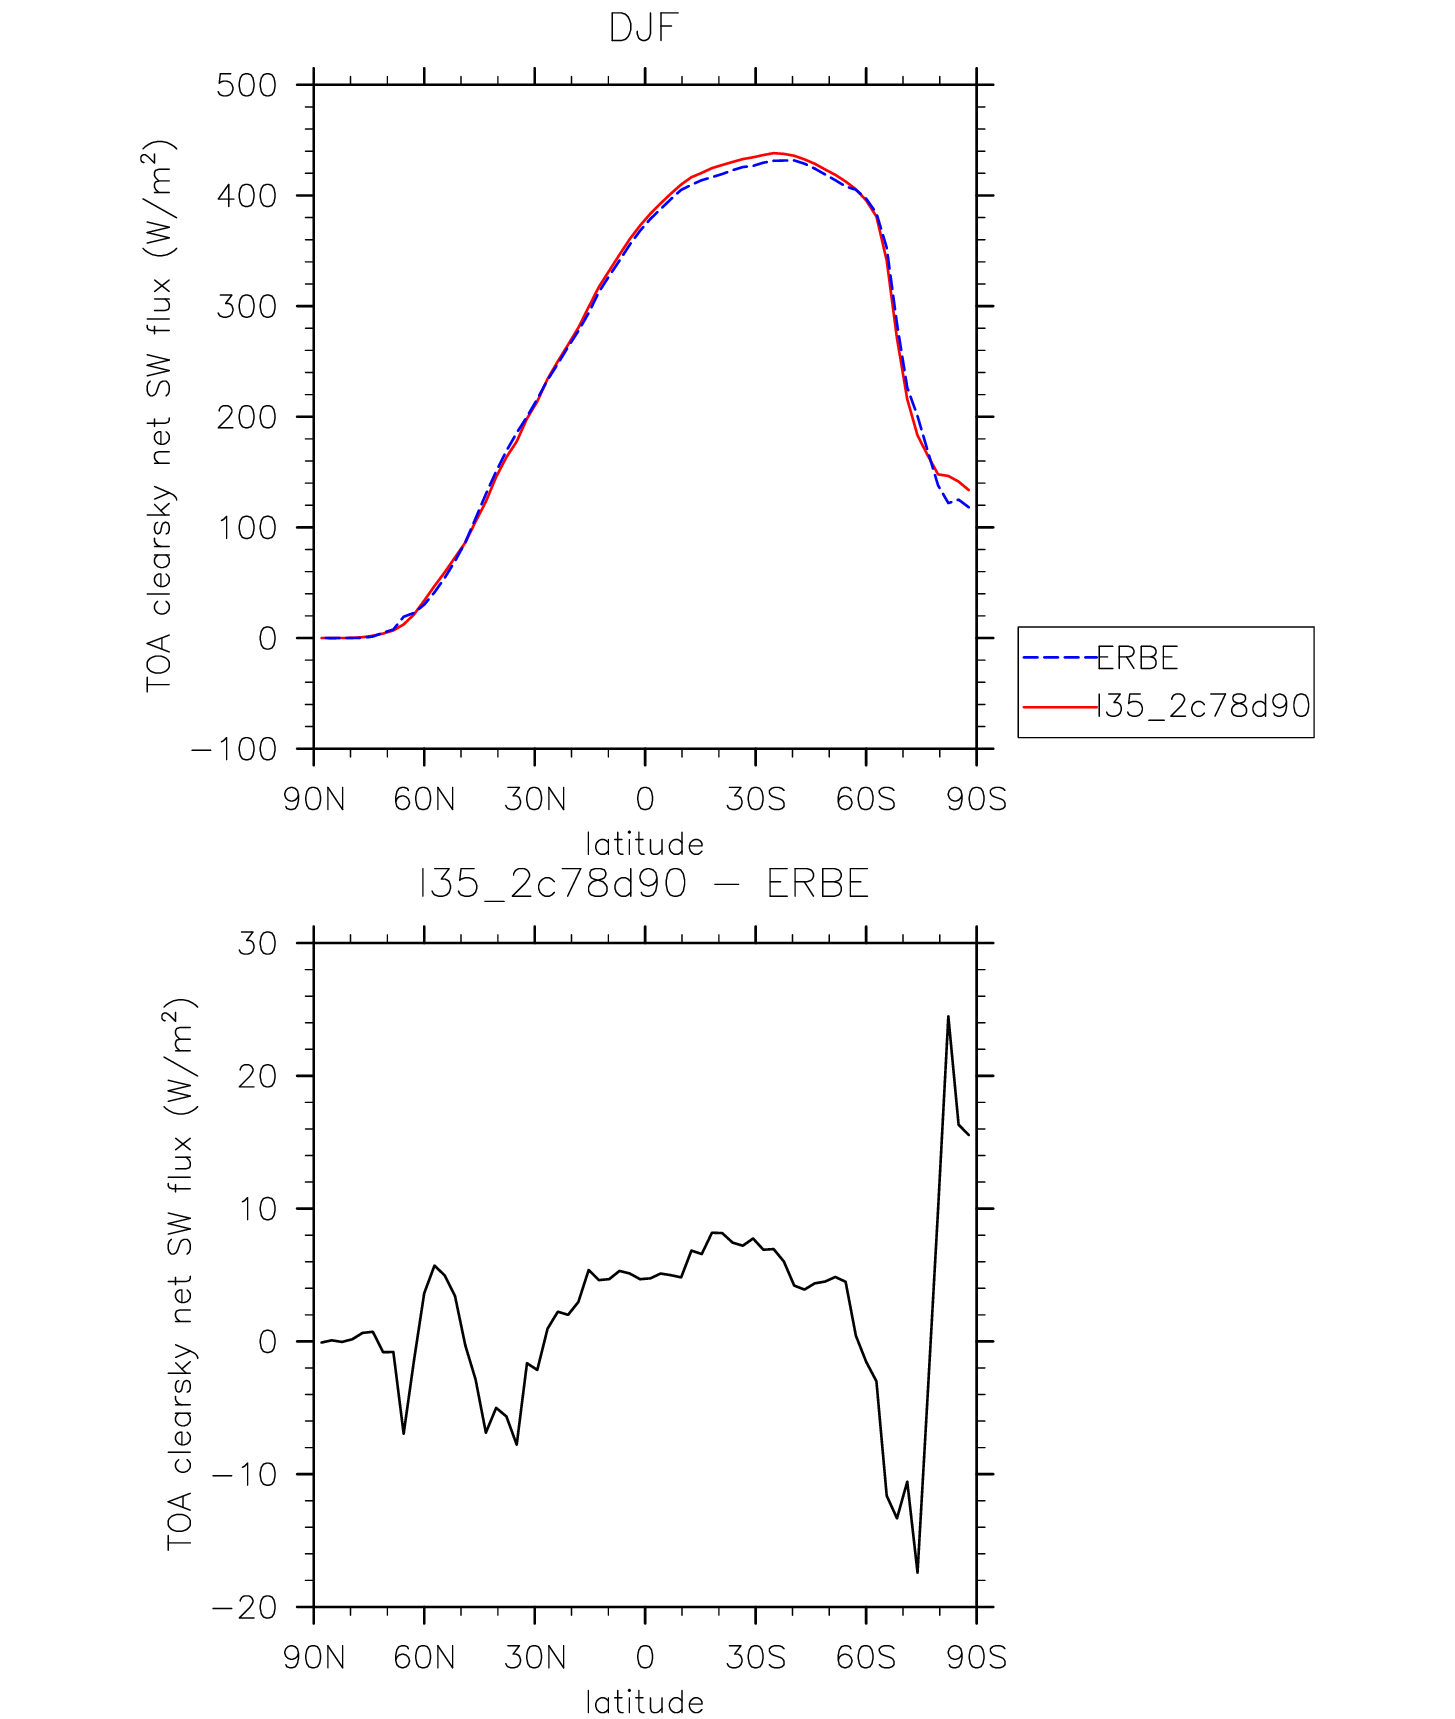 DJF
TOA clearsky net SW flux (W/m²)
500
400
300
200
100
0
−100
90N 60N 30N 0 30S 60S 90S
latitude
ERBE
I35_2c78d90
I35_2c78d90 − ERBE
TOA clearsky net SW flux (W/m²)
30
20
10
0
−10
−20
90N 60N 30N 0 30S 60S 90S
latitude